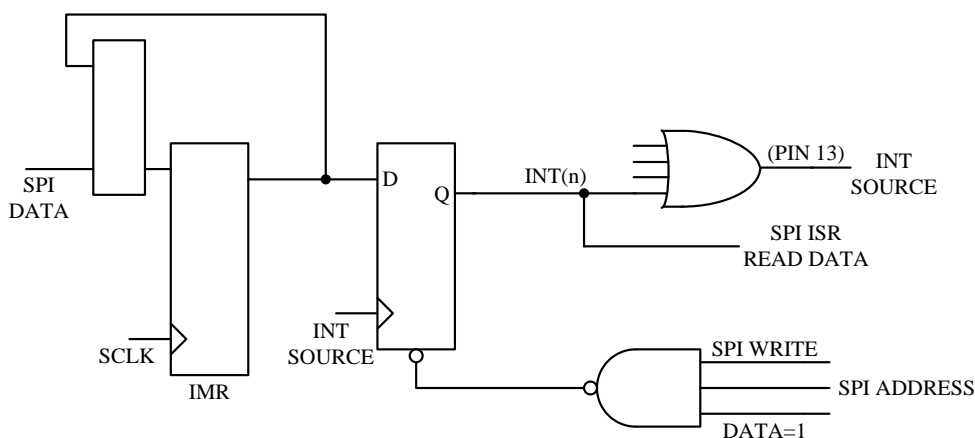 (PIN 13)
INT
SOURCE
SPI
DATA
D
Q
INT(n)
SPI ISR
READ DATA
SCLK
IMR
INT
SOURCE
SPI WRITE
SPI ADDRESS
DATA=1